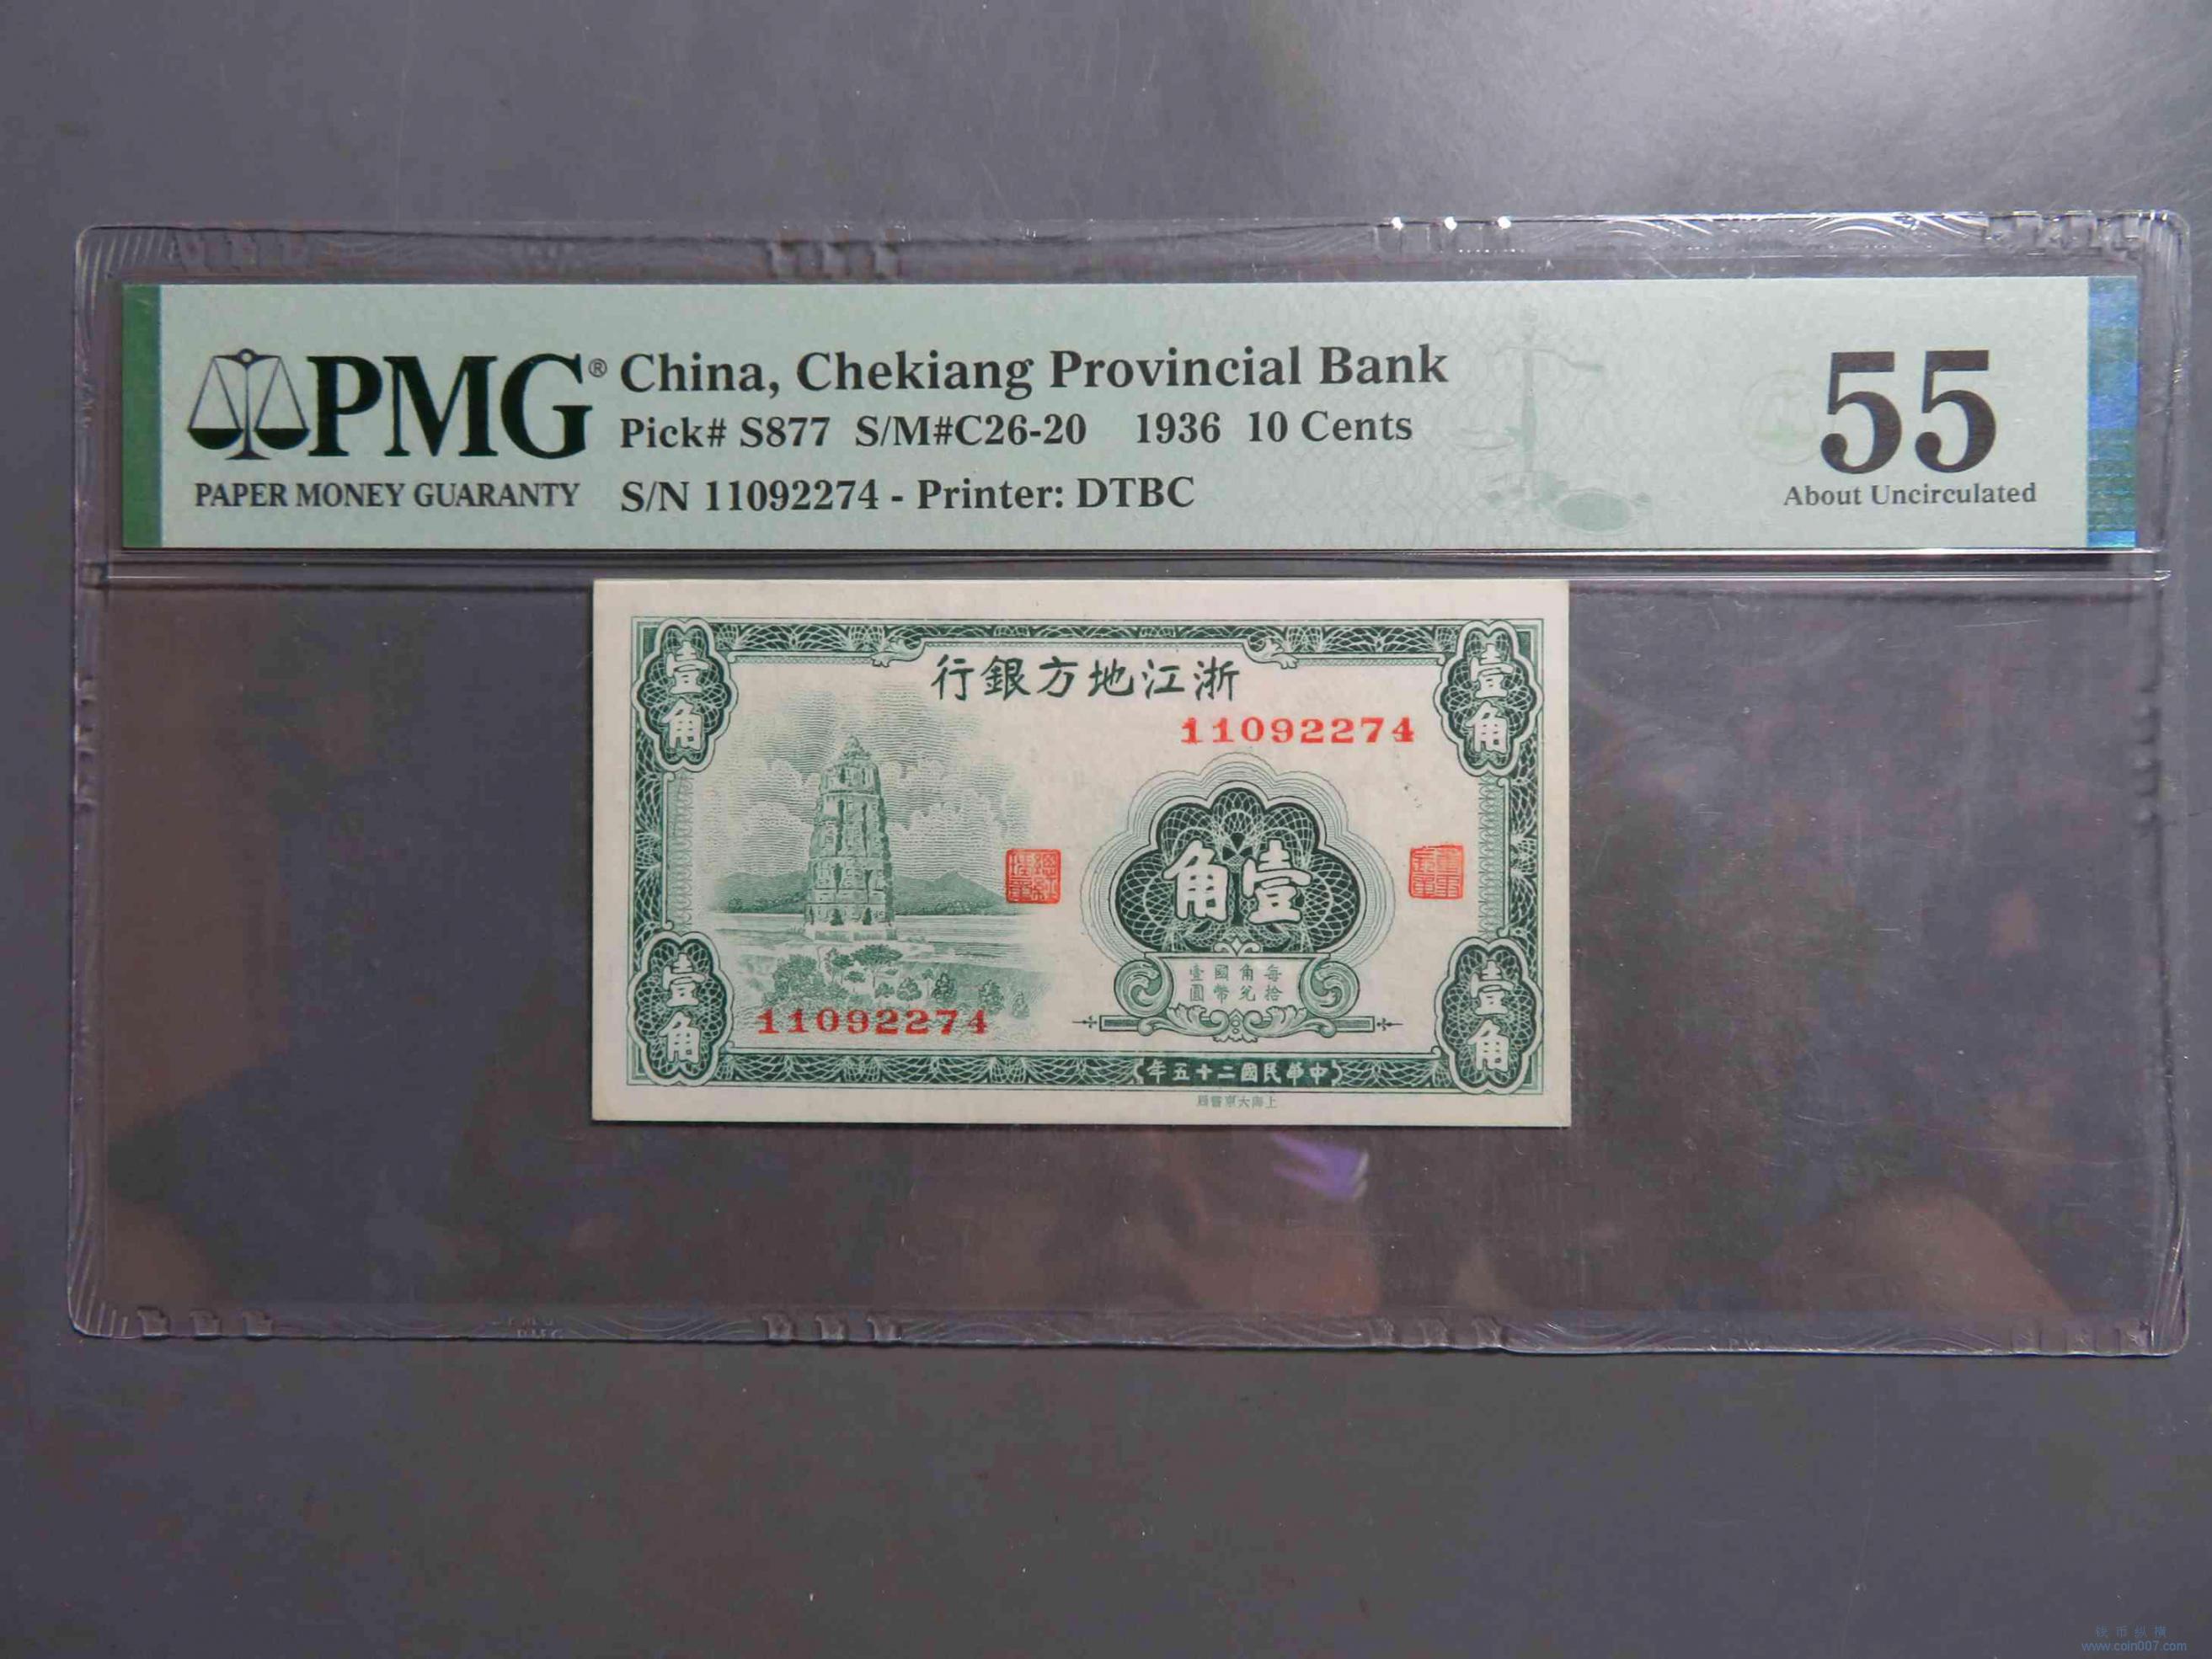 PMG®
PAPER MONEY GUARANTY
China, Chekiang Provincial Bank
Pick# S877 S/M#C26-20 1936 10 Cents
S/N 11092274 - Printer: DTBC
55
About Uncirculated
行銀方地江浙
11092274
壹角
壹角
角壹
每拾
角兌
國幣
壹圓
11092274
壹角
壹角
年五十二國民華中
上海大東書局
www.coin007.com